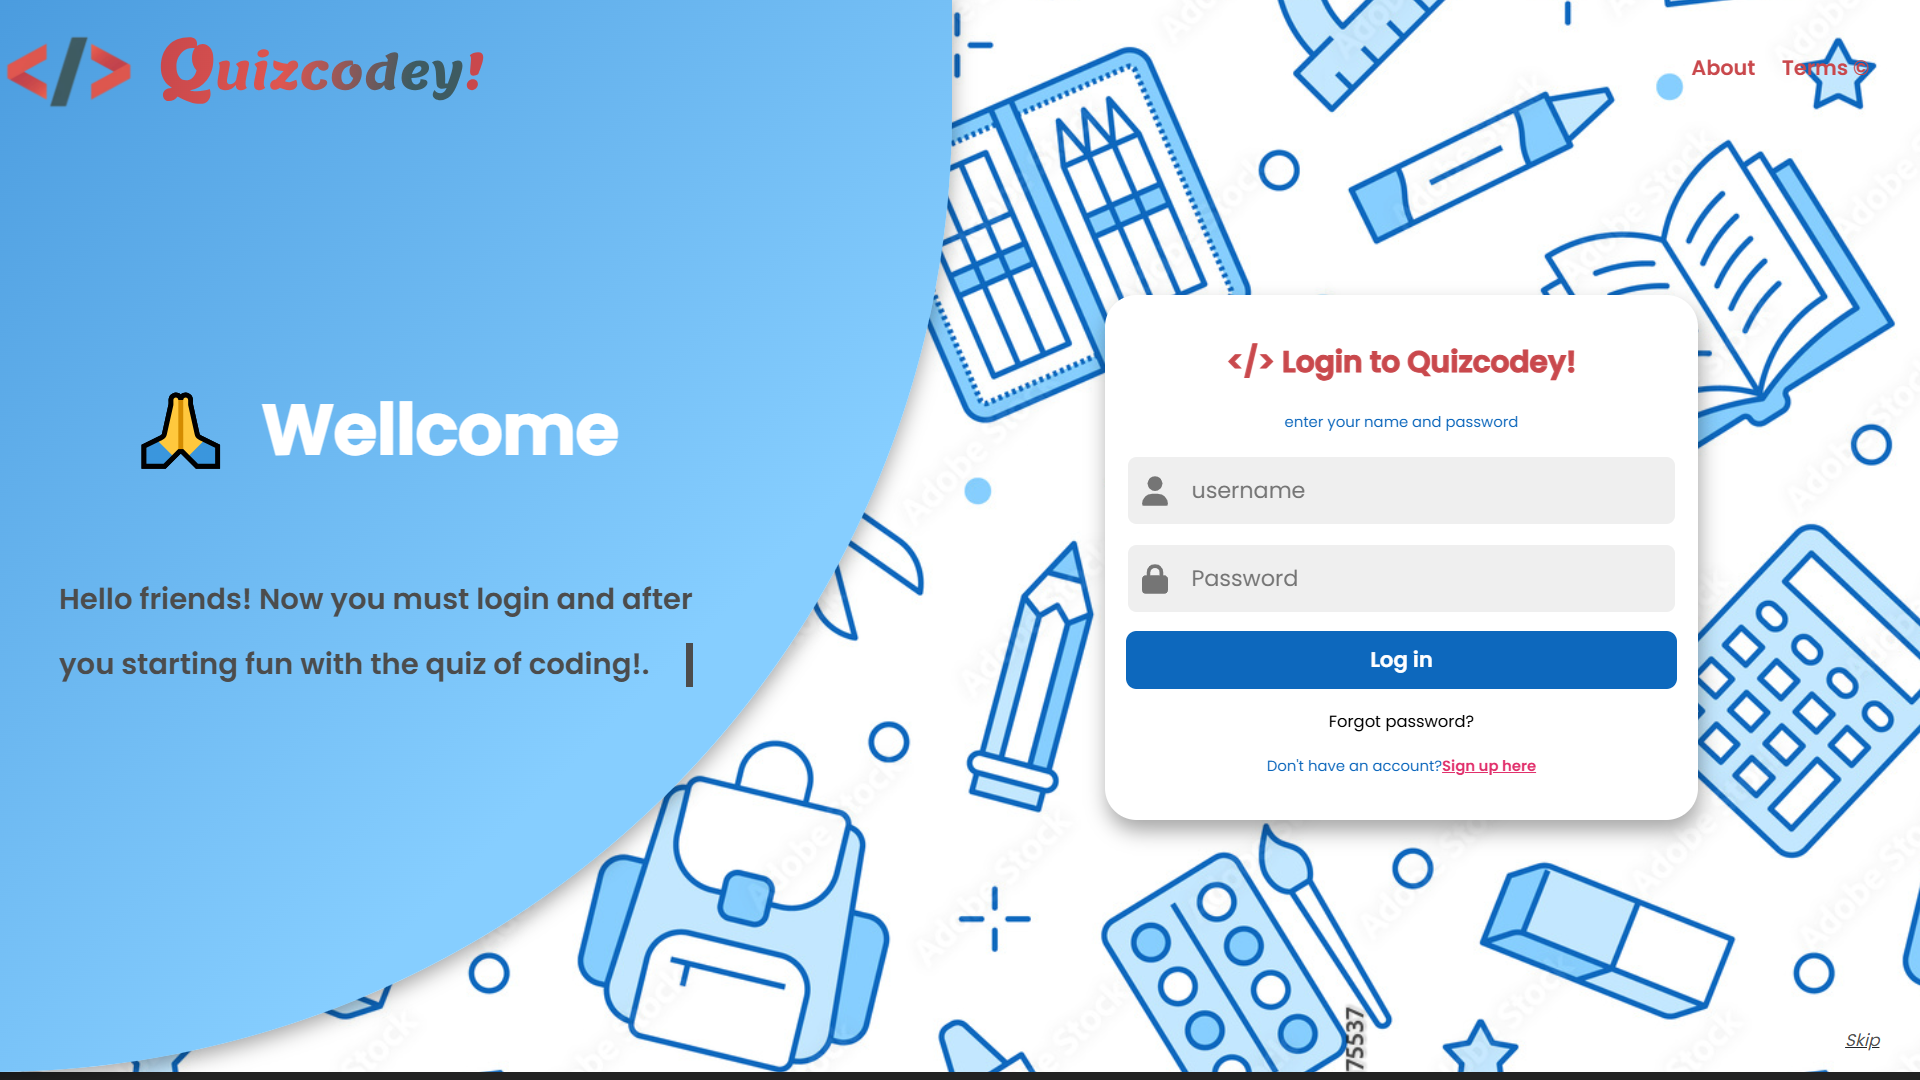 </> Quizcodey!
About Terms ©
Wellcome
Hello friends! Now you must login and after
you starting fun with the quiz of coding!.
</> Login to Quizcodey!
enter your name and password
username
Password
Log in
Forgot password?
Don't have an account?Sign up here
Skip
75537
Adobe Stock